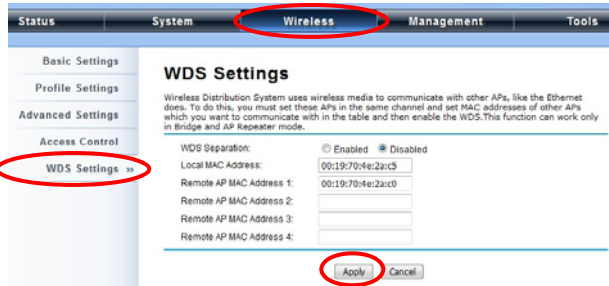 Status System Wireless Management Tools
Basic Settings
Profile Settings
Advanced Settings
Access Control
WDS Settings »
WDS Settings
Wireless Distribution System uses wireless media to communicate with other APs, like the Ethernet
does. To do this, you must set these APs in the same channel and set MAC addresses of other APs
which you want to communicate with in the table and then enable the WDS.This function can work only
in Bridge and AP Repeater mode.
WDS Separation: Enabled Disabled
Local MAC Address: 00:19:70:4e:2a:c5
Remote AP MAC Address 1: 00:19:70:4e:2a:c0
Remote AP MAC Address 2:
Remote AP MAC Address 3:
Remote AP MAC Address 4:
Apply Cancel